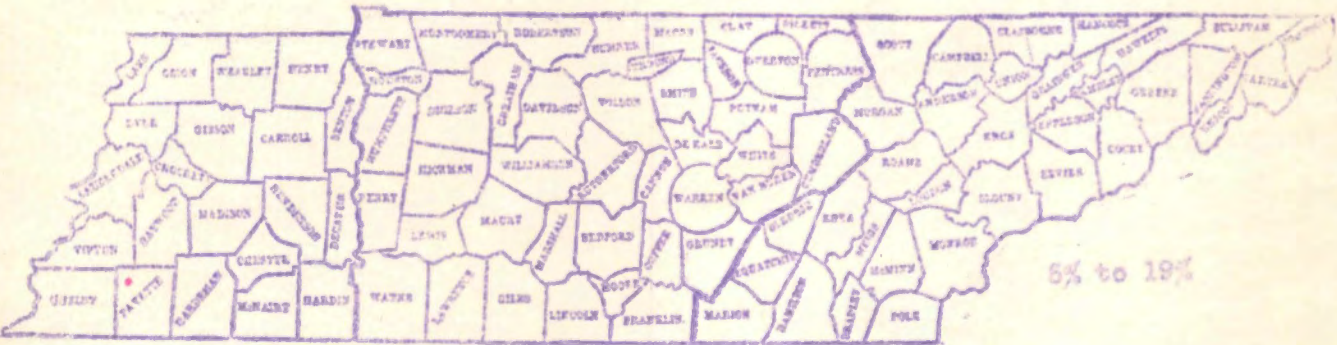 STEWART
MONTGOMERY
ROBERTSON
SUMNER
MACON
CLAY
PICKETT
SCOTT
CAMPBELL
CLAIBORNE
HANCOCK
HAWKINS
SULLIVAN
LAKE
OBION
WEAKLEY
HENRY
HOUSTON
JACKSON
OVERTON
FENTRESS
UNION
GRAINGER
GREENE
WASHINGTON
CARTER
DYER
GIBSON
CARROLL
BENTON
HUMPHREYS
DICKSON
CHEATHAM
DAVIDSON
WILSON
SMITH
PUTNAM
MORGAN
ANDERSON
KNOX
JEFFERSON
COCKE
LAUDERDALE
CROCKETT
HICKMAN
WILLIAMSON
RUTHERFORD
CANNON
DE KALB
WHITE
CUMBERLAND
ROANE
LOUDON
BLOUNT
SEVIER
TIPTON
HAYWOOD
MADISON
HENDERSON
DECATUR
PERRY
LEWIS
MAURY
MARSHALL
BEDFORD
COFFEE
WARREN
VAN BUREN
GRUNDY
BLEDSOE
RHEA
MEIGS
MONROE
FAYETTE
HARDEMAN
CHESTER
McNAIRY
HARDIN
WAYNE
LAWRENCE
GILES
LINCOLN
MOORE
FRANKLIN
MARION
SEQUATCHIE
HAMILTON
BRADLEY
McMINN
POLK
5% to 19%